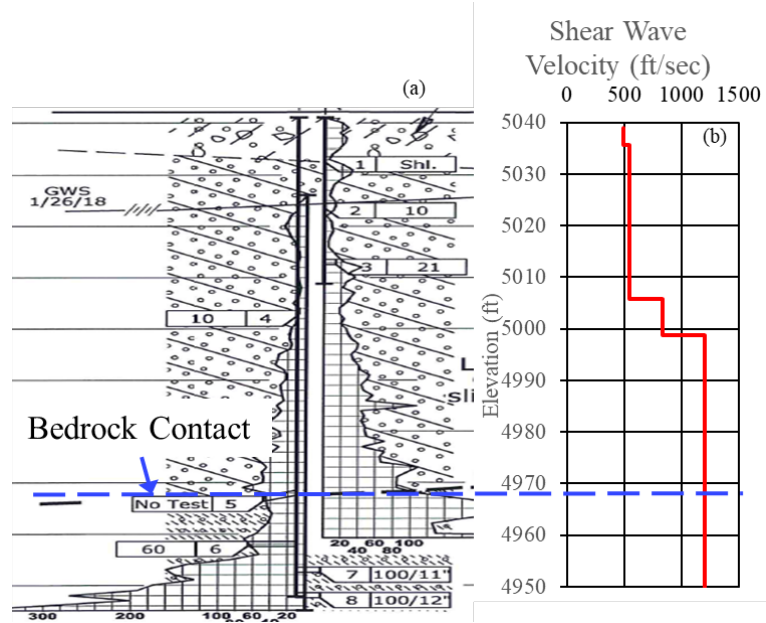 (a)
1 Shl.
GWS
1/26/18
2 10
3 21
10 4
L
sli
Bedrock Contact
No Test 5
60 6
20 60 100
40 80
7 100/11"
8 100/12"
300 200 100 60 20
Shear Wave
Velocity (ft/sec)
0 500 1000 1500
(b)
Elevation (ft)
5040
5030
5020
5010
5000
4990
4980
4970
4960
4950